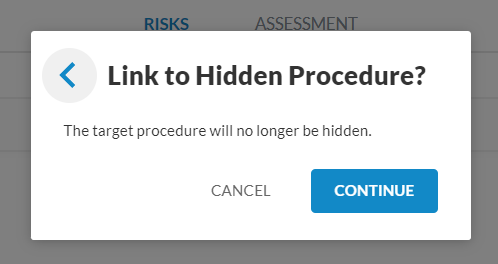 RISKS ASSESSMENT
Link to Hidden Procedure?
The target procedure will no longer be hidden.
CANCEL CONTINUE